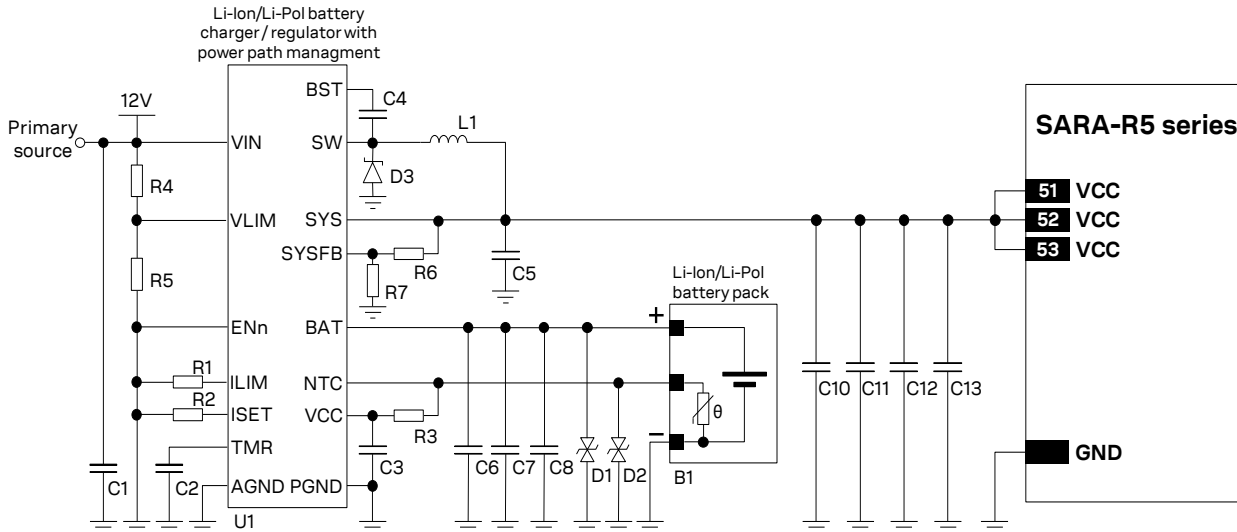 Li-Ion/Li-Pol battery
charger / regulator with
power path managment
12V
Primary
source
VIN
BST
C4
L1
SW
D3
R4
VLIM
SYS
SYSFB
R6
R7
C5
R5
ENn
BAT
R1
ILIM
NTC
R2
ISET
VCC
R3
TMR
C3
C1
C2
AGND
PGND
U1
C6
C7
C8
D1
D2
Li-Ion/Li-Pol
battery pack
+
θ
–
B1
C10
C11
C12
C13
SARA-R5 series
51 VCC
52 VCC
53 VCC
GND